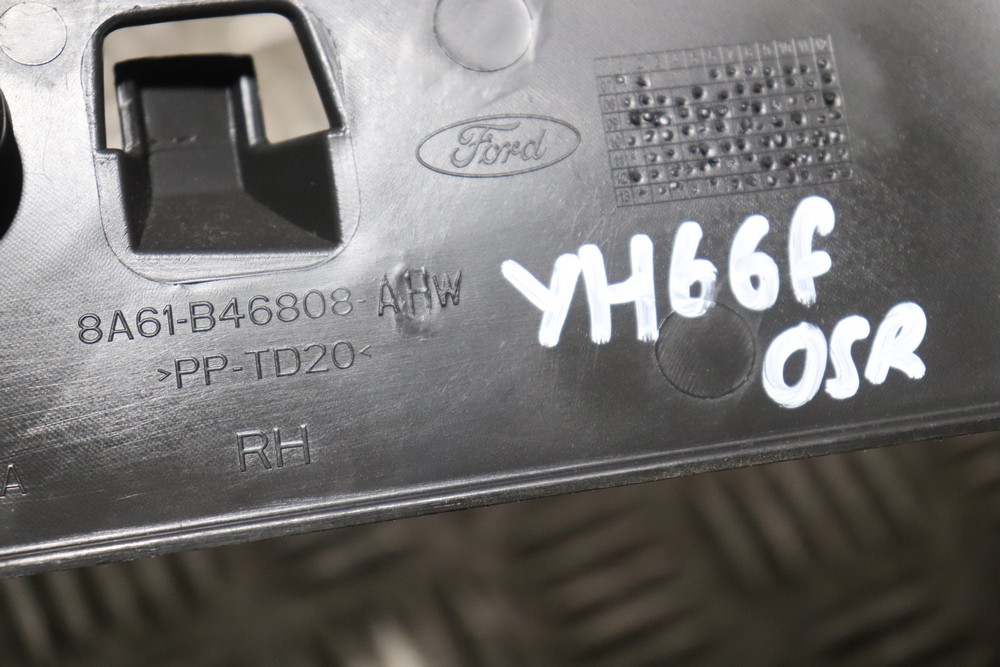 Ford
8A61-B46808-AHW
>PP-TD20<
RH
A
YH66F
OSR